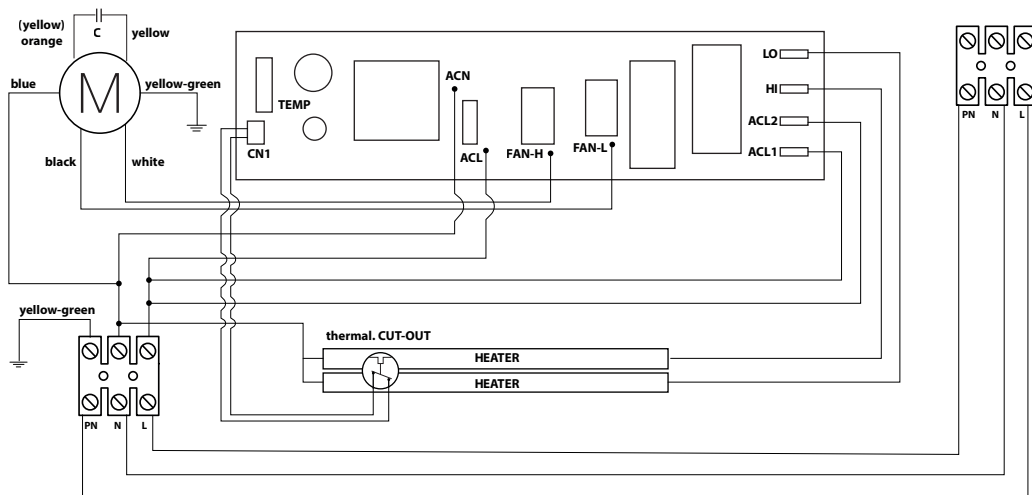 (yellow)
orange
C
yellow
blue
M
yellow-green
black
white
TEMP
CN1
ACN
ACL
FAN-H
FAN-L
LO
HI
ACL2
ACL1
PN N L
yellow-green
thermal. CUT-OUT
HEATER
HEATER
PN N L